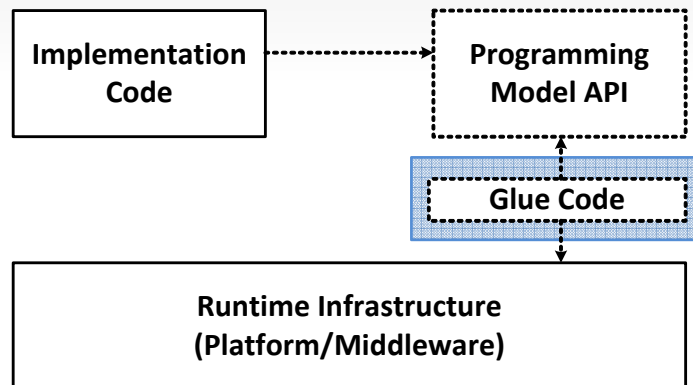 Implementation
Code
Programming
Model API
Glue Code
Runtime Infrastructure
(Platform/Middleware)